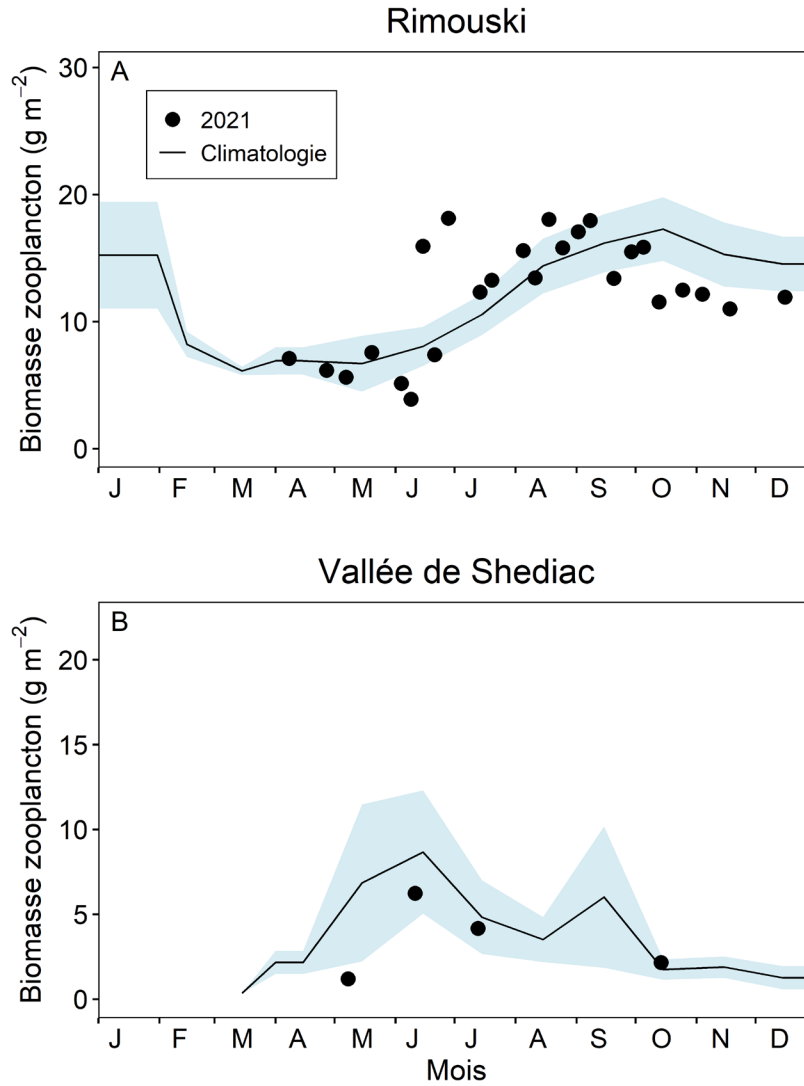 Rimouski
A
2021
Climatologie
Biomasse zooplancton (g m⁻²)
30
20
10
0
J F M A M J J A S O N D
Vallée de Shediac
B
Biomasse zooplancton (g m⁻²)
20
15
10
5
0
J F M A M J J A S O N D
Mois